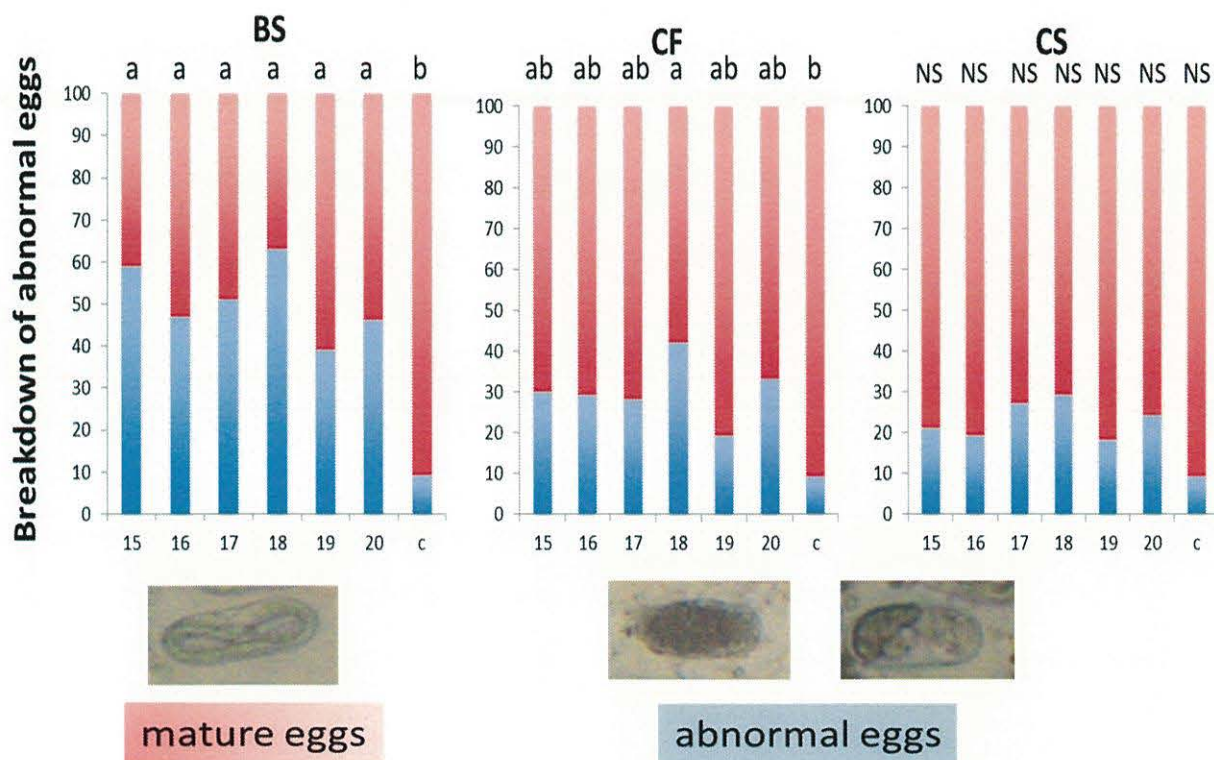 BS
a a a a a a b
100
90
80
70
60
50
40
30
20
10
0
15 16 17 18 19 20 c
CF
ab ab ab a ab ab b
100
90
80
70
60
50
40
30
20
10
0
15 16 17 18 19 20 c
CS
NS NS NS NS NS NS NS
100
90
80
70
60
50
40
30
20
10
0
15 16 17 18 19 20 c
Breakdown of abnormal eggs
mature eggs
abnormal eggs